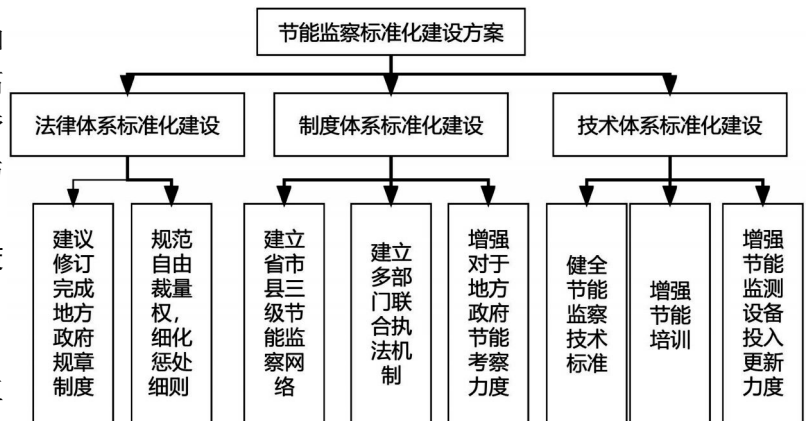 节能监察标准化建设方案
法律体系标准化建设
制度体系标准化建设
技术体系标准化建设
建议
修订
完成
地方
政府
规章
制度
规范
自由
裁量
权，
细化
惩处
细则
建立
省市
县三
级节
能监
察网
络
建立
多部
门联
合执
法机
制
增强
对于
地方
政府
节能
考察
力度
健全
节能
监察
技术
标准
增强
节能
培训
增强
节能
监测
设备
投入
更新
力度